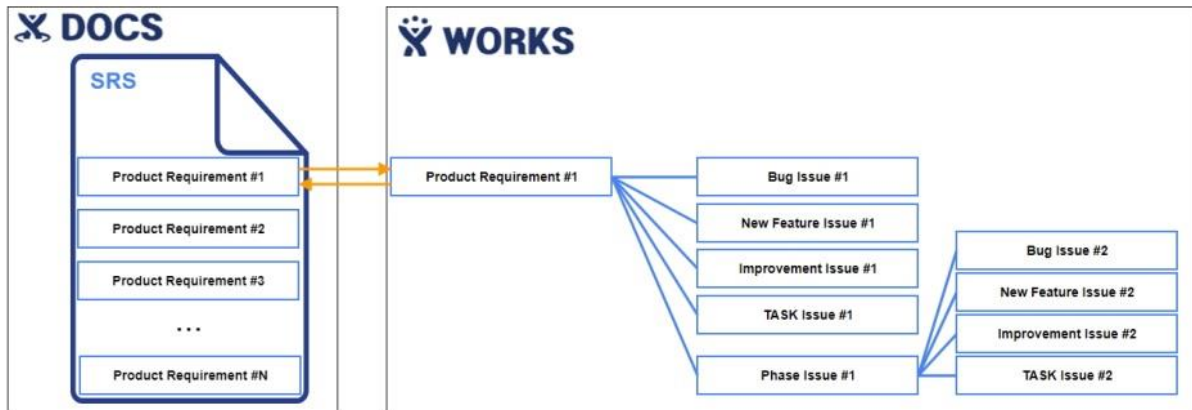 DOCS
SRS
Product Requirement #1
Product Requirement #2
Product Requirement #3
...
Product Requirement #N
WORKS
Product Requirement #1
Bug Issue #1
New Feature Issue #1
Improvement Issue #1
TASK Issue #1
Phase Issue #1
Bug Issue #2
New Feature Issue #2
Improvement Issue #2
TASK Issue #2